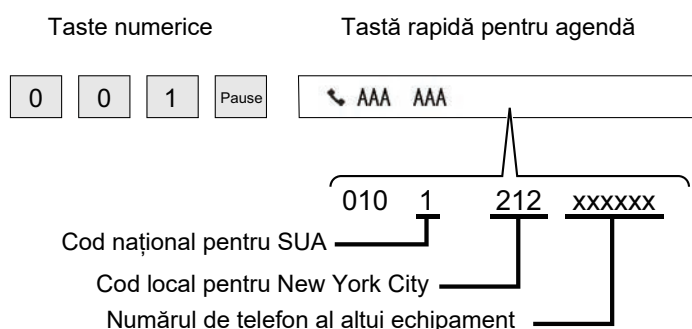 Taste numerice Tastă rapidă pentru agendă
0 0 1 Pause AAA AAA
010 1 212 xxxxxx
Cod național pentru SUA
Cod local pentru New York City
Numărul de telefon al altui echipament